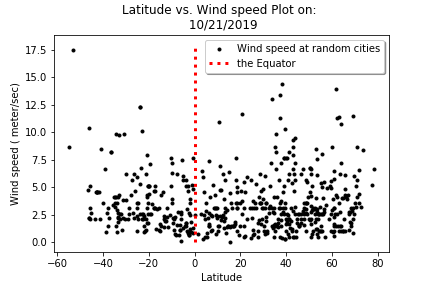 Latitude vs. Wind speed Plot on:
10/21/2019
Wind speed at random cities
the Equator
Wind speed ( meter/sec)
17.5
15.0
12.5
10.0
7.5
5.0
2.5
0.0
−60 −40 −20 0 20 40 60 80
Latitude